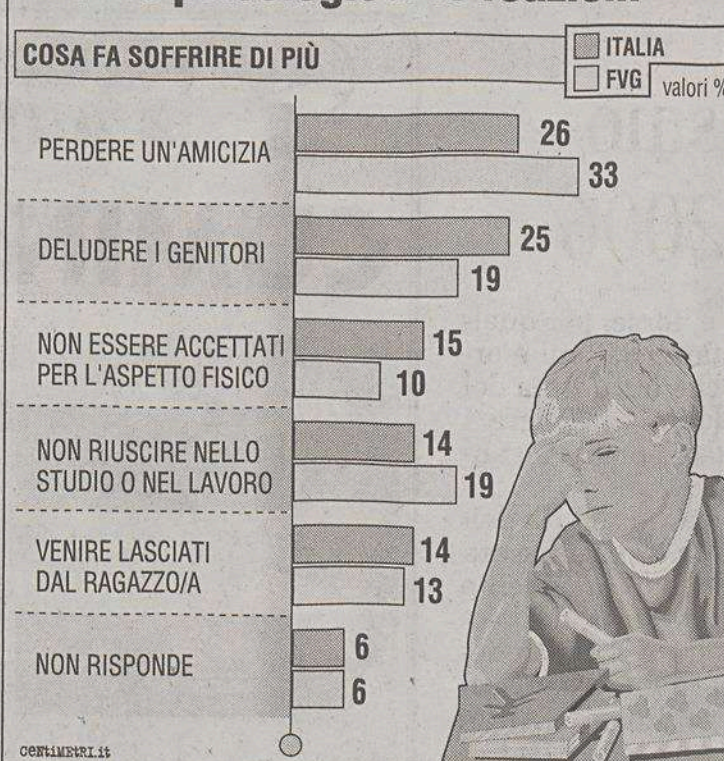 COSA FA SOFFRIRE DI PIÙ
ITALIA
FVG
valori %
PERDERE UN'AMICIZIA
26
33
DELUDERE I GENITORI
25
19
NON ESSERE ACCETTATI
PER L'ASPETTO FISICO
15
10
NON RIUSCIRE NELLO
STUDIO O NEL LAVORO
14
19
VENIRE LASCIATI
DAL RAGAZZO/A
14
13
NON RISPONDE
6
6
CENTIMETRI.it